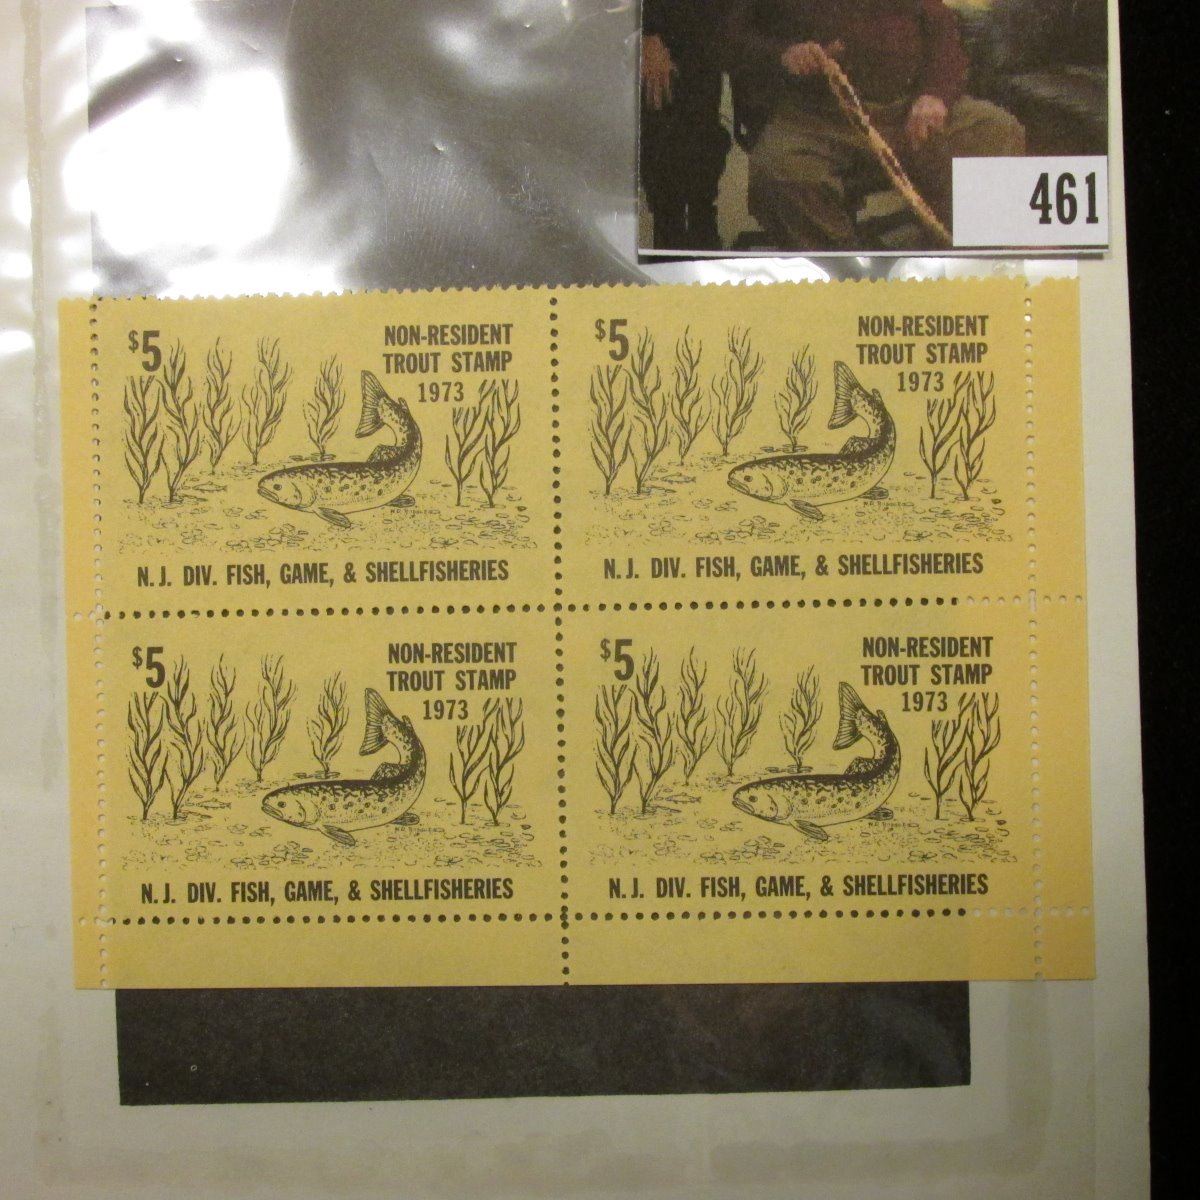 461
$5
NON-RESIDENT
TROUT STAMP
1973
N. J. DIV. FISH, GAME, & SHELLFISHERIES
$5
NON-RESIDENT
TROUT STAMP
1973
N. J. DIV. FISH, GAME, & SHELLFISHERIES
$5
NON-RESIDENT
TROUT STAMP
1973
N. J. DIV. FISH, GAME, & SHELLFISHERIES
$5
NON-RESIDENT
TROUT STAMP
1973
N. J. DIV. FISH, GAME, & SHELLFISHERIES